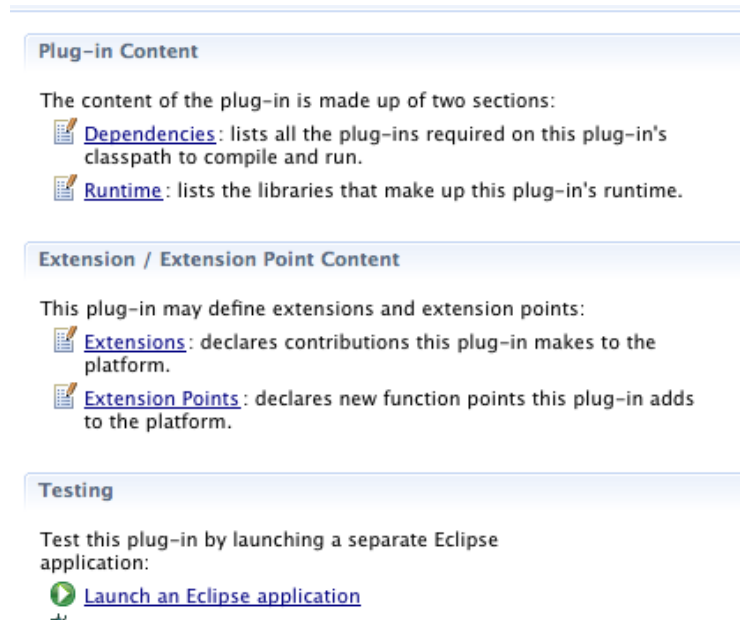 Plug-in Content
The content of the plug-in is made up of two sections:
Dependencies: lists all the plug-ins required on this plug-in's
classpath to compile and run.
Runtime: lists the libraries that make up this plug-in's runtime.
Extension / Extension Point Content
This plug-in may define extensions and extension points:
Extensions: declares contributions this plug-in makes to the
platform.
Extension Points: declares new function points this plug-in adds
to the platform.
Testing
Test this plug-in by launching a separate Eclipse
application:
Launch an Eclipse application